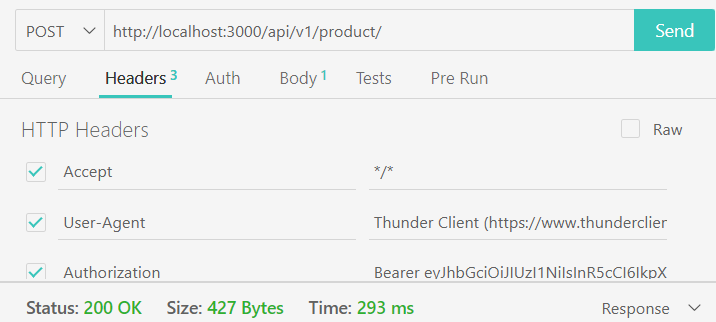 POST http://localhost:3000/api/v1/product/ Send
Query Headers 3 Auth Body 1 Tests Pre Run
HTTP Headers Raw
Accept */*
User-Agent Thunder Client (https://www.thunderclien
Authorization Bearer eyJhbGciOiJIUzI1NiIsInR5cCI6IkpX
Status: 200 OK Size: 427 Bytes Time: 293 ms Response